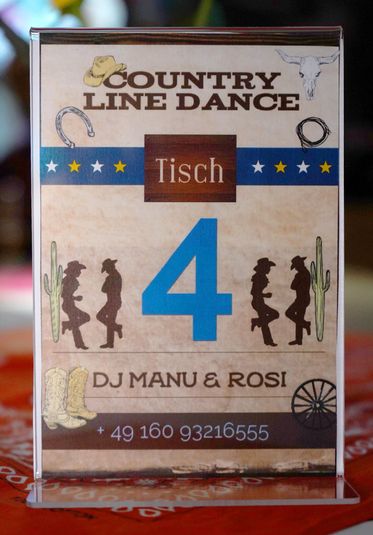 COUNTRY
LINE DANCE
Tisch
4
DJ MANU & ROSI
+ 49 160 93216555